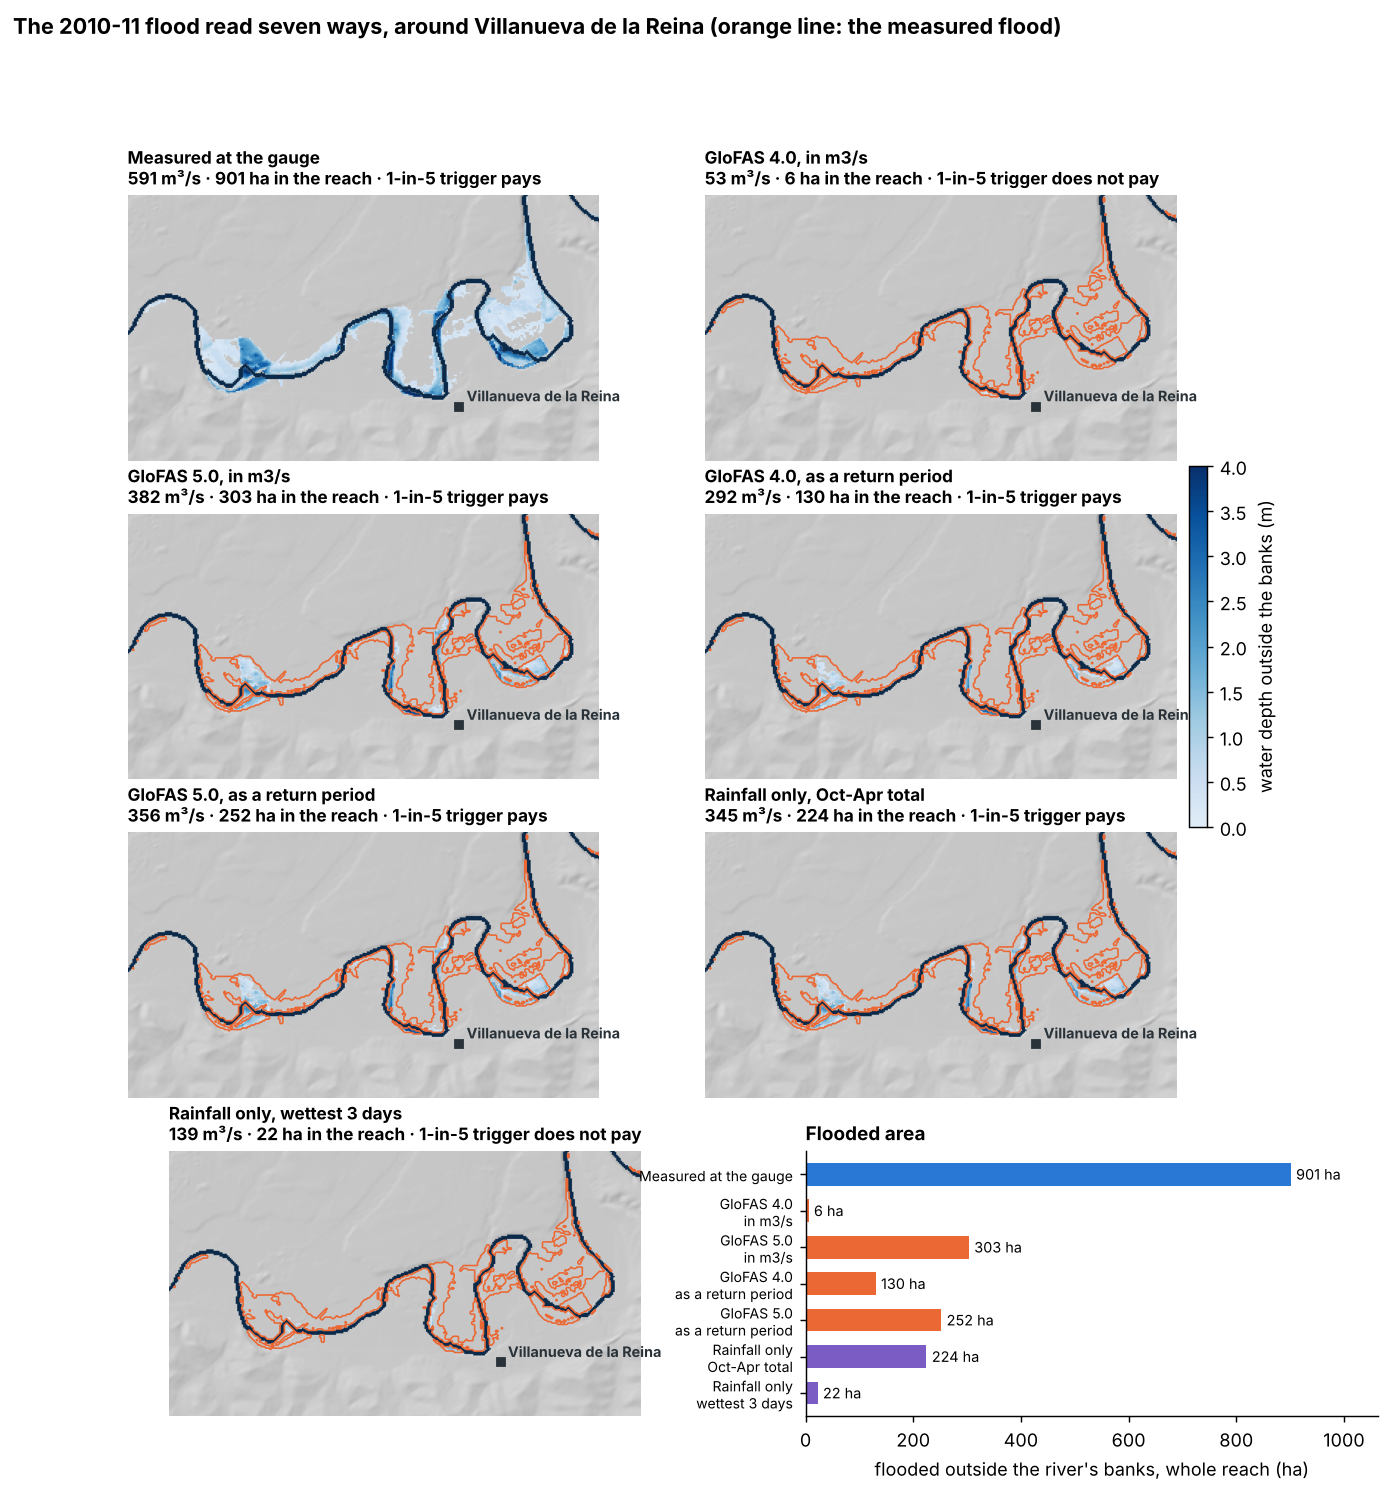 The 2010-11 flood read seven ways, around Villanueva de la Reina (orange line: the measured flood)
Measured at the gauge
591 m³/s · 901 ha in the reach · 1-in-5 trigger pays
Villanueva de la Reina
GloFAS 4.0, in m3/s
53 m³/s · 6 ha in the reach · 1-in-5 trigger does not pay
Villanueva de la Reina
GloFAS 5.0, in m3/s
382 m³/s · 303 ha in the reach · 1-in-5 trigger pays
Villanueva de la Reina
GloFAS 4.0, as a return period
292 m³/s · 130 ha in the reach · 1-in-5 trigger pays
Villanueva de la Rein
4.0
3.5
3.0
2.5
2.0
1.5
1.0
0.5
0.0
water depth outside the banks (m)
GloFAS 5.0, as a return period
356 m³/s · 252 ha in the reach · 1-in-5 trigger pays
Villanueva de la Reina
Rainfall only, Oct-Apr total
345 m³/s · 224 ha in the reach · 1-in-5 trigger pays
Villanueva de la Reina
Rainfall only, wettest 3 days
139 m³/s · 22 ha in the reach · 1-in-5 trigger does not pay
Villanueva de la Reina
Flooded area
Measured at the gauge
901 ha
GloFAS 4.0
in m3/s
6 ha
GloFAS 5.0
in m3/s
303 ha
GloFAS 4.0
as a return period
130 ha
GloFAS 5.0
as a return period
252 ha
Rainfall only
Oct-Apr total
224 ha
Rainfall only
wettest 3 days
22 ha
0
200
400
600
800
1000
flooded outside the river's banks, whole reach (ha)